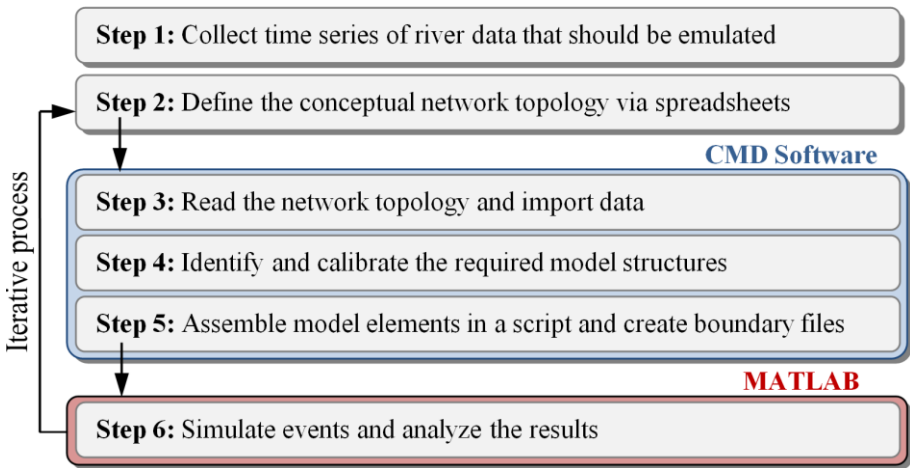 Step 1: Collect time series of river data that should be emulated
Step 2: Define the conceptual network topology via spreadsheets
CMD Software
Step 3: Read the network topology and import data
Step 4: Identify and calibrate the required model structures
Step 5: Assemble model elements in a script and create boundary files
MATLAB
Step 6: Simulate events and analyze the results
Iterative process